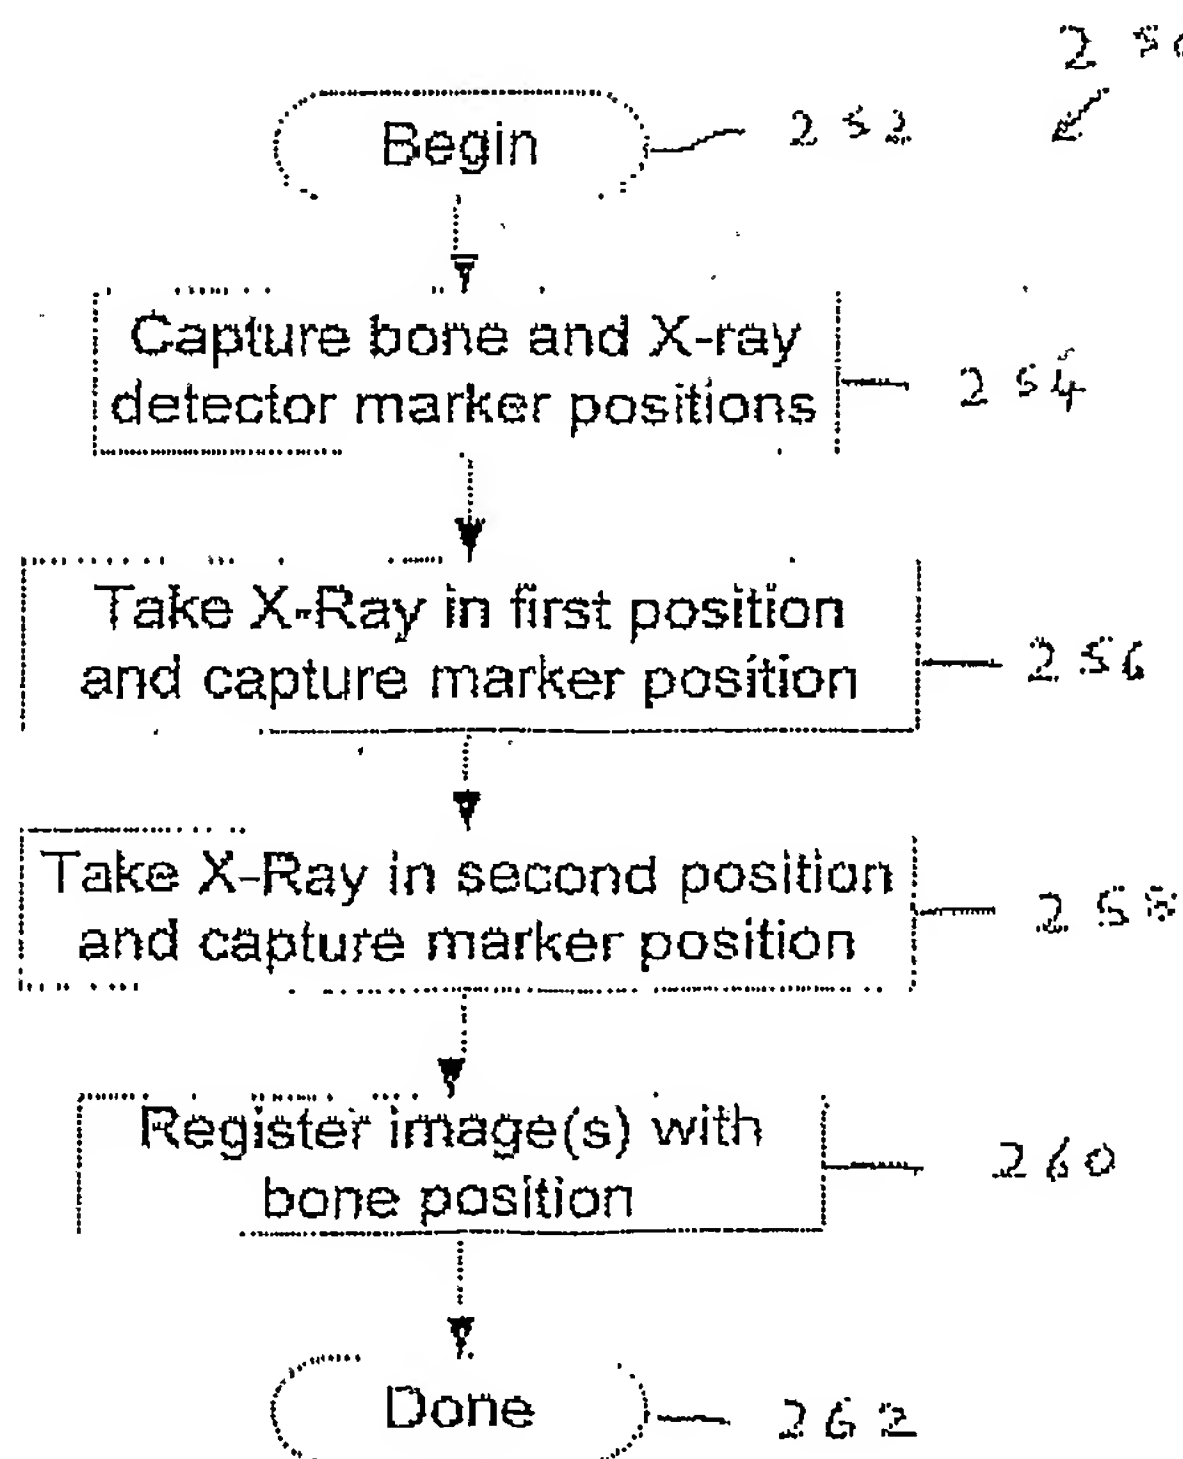 Begin
252
Capture bone and X-ray
detector marker positions
254
Take X-Ray in first position
and capture marker position
256
Take X-Ray in second position
and capture marker position
258
Register image(s) with
bone position
260
Done
262